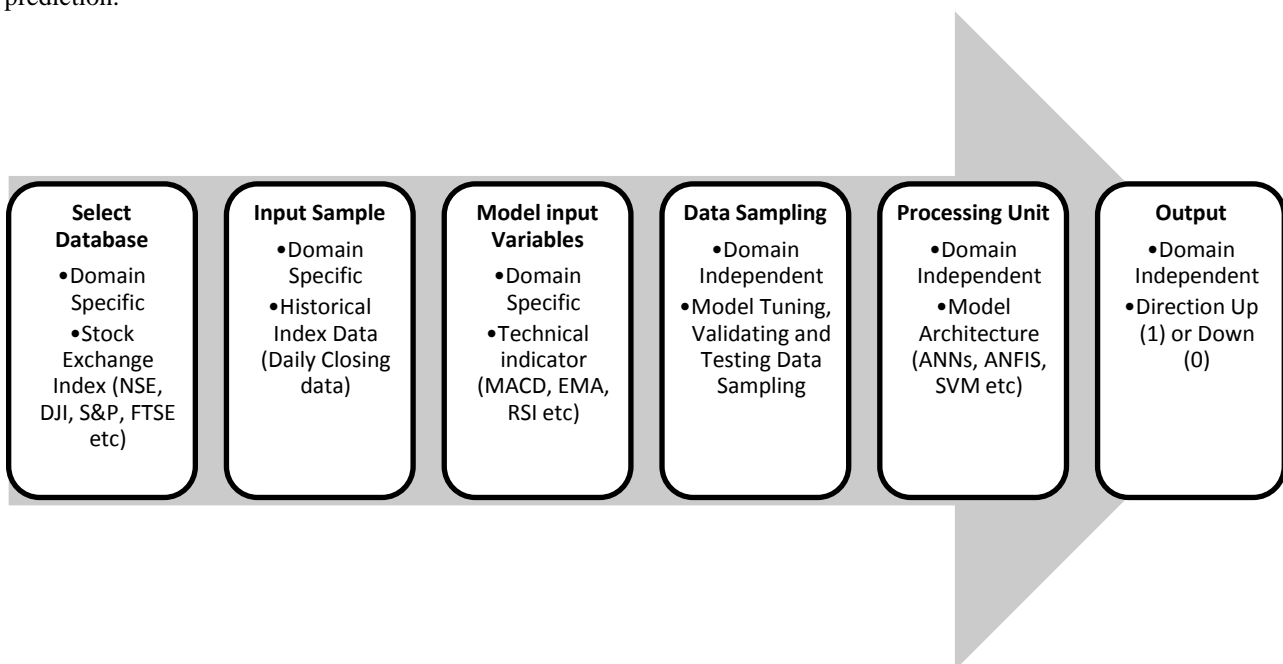 prediction.
Select
Database
•Domain
Specific
•Stock
Exchange
Index (NSE,
DJI, S&P, FTSE
etc)
Input Sample
•Domain
Specific
•Historical
Index Data
(Daily Closing
data)
Model input
Variables
•Domain
Specific
•Technical
indicator
(MACD, EMA,
RSI etc)
Data Sampling
•Domain
Independent
•Model Tuning,
Validating and
Testing Data
Sampling
Processing Unit
•Domain
Independent
•Model
Architecture
(ANNs, ANFIS,
SVM etc)
Output
•Domain
Independent
•Direction Up
(1) or Down
(0)